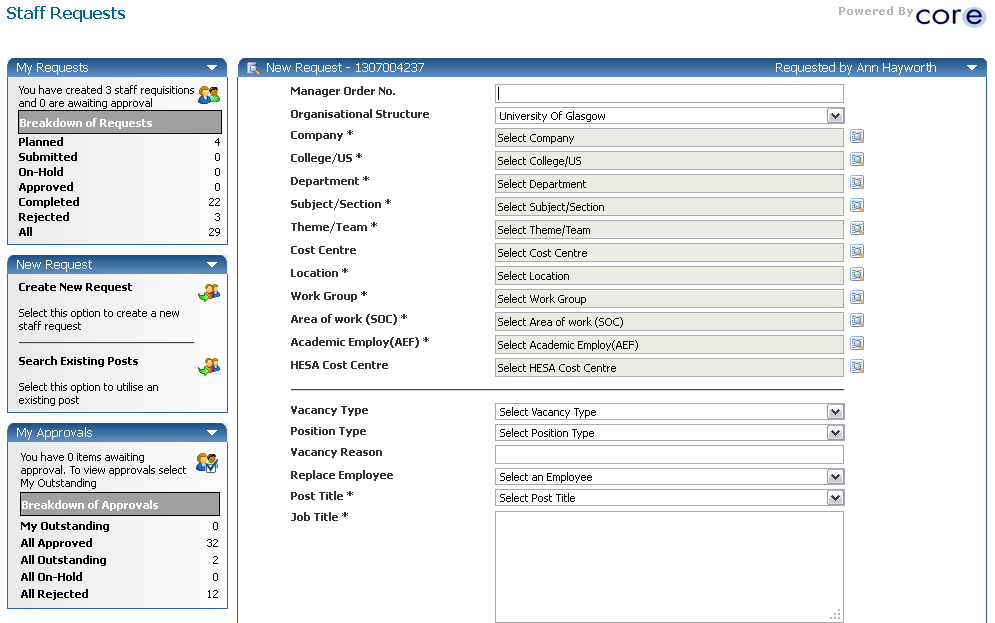 Staff Requests
Powered By core
My Requests
You have created 3 staff requisitions
and 0 are awaiting approval
Breakdown of Requests
Planned 4
Submitted 0
On-Hold 0
Approved 0
Completed 22
Rejected 3
All 29
New Request
Create New Request
Select this option to create a new
staff request
Search Existing Posts
Select this option to utilise an
existing post
My Approvals
You have 0 items awaiting
approval. To view approvals select
My Outstanding
Breakdown of Approvals
My Outstanding 0
All Approved 32
All Outstanding 2
All On-Hold 0
All Rejected 12
New Request - 1307004237 Requested by Ann Hayworth
Manager Order No.
Organisational Structure University Of Glasgow
Company * Select Company
College/US * Select College/US
Department * Select Department
Subject/Section * Select Subject/Section
Theme/Team * Select Theme/Team
Cost Centre Select Cost Centre
Location * Select Location
Work Group * Select Work Group
Area of work (SOC) * Select Area of work (SOC)
Academic Employ(AEF) * Select Academic Employ(AEF)
HESA Cost Centre Select HESA Cost Centre
Vacancy Type Select Vacancy Type
Position Type Select Position Type
Vacancy Reason
Replace Employee Select an Employee
Post Title * Select Post Title
Job Title *